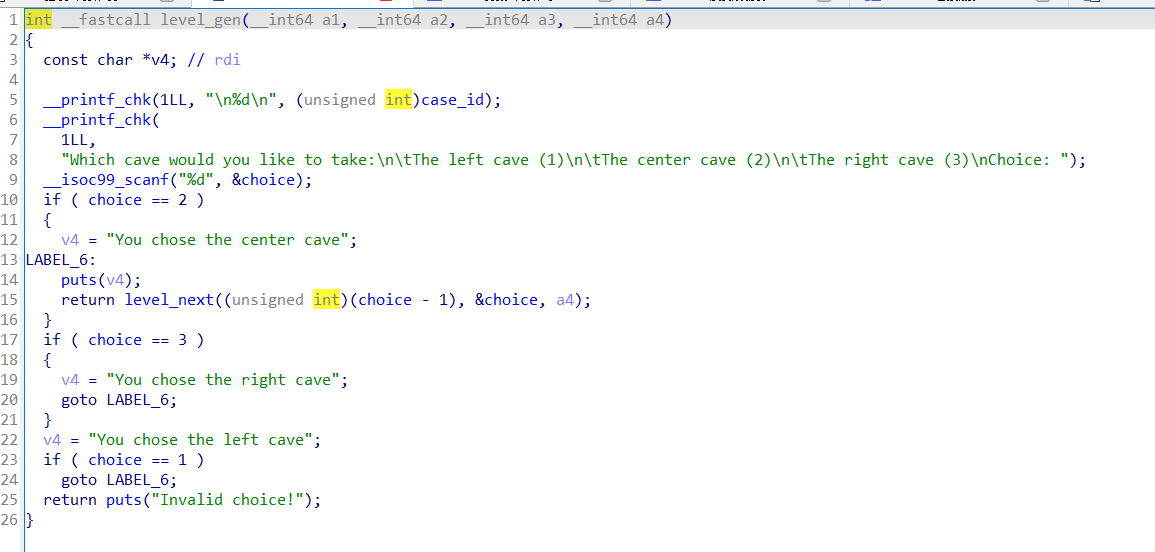 1 int __fastcall level_gen(__int64 a1, __int64 a2, __int64 a3, __int64 a4)
2 {
3   const char *v4; // rdi
4
5   __printf_chk(1LL, "\n%d\n", (unsigned int)case_id);
6   __printf_chk(
7     1LL,
8     "Which cave would you like to take:\n\tThe left cave (1)\n\tThe center cave (2)\n\tThe right cave (3)\nChoice: ");
9   __isoc99_scanf("%d", &choice);
10   if ( choice == 2 )
11   {
12     v4 = "You chose the center cave";
13 LABEL_6:
14     puts(v4);
15     return level_next((unsigned int)(choice - 1), &choice, a4);
16   }
17   if ( choice == 3 )
18   {
19     v4 = "You chose the right cave";
20     goto LABEL_6;
21   }
22   v4 = "You chose the left cave";
23   if ( choice == 1 )
24     goto LABEL_6;
25   return puts("Invalid choice!");
26 }